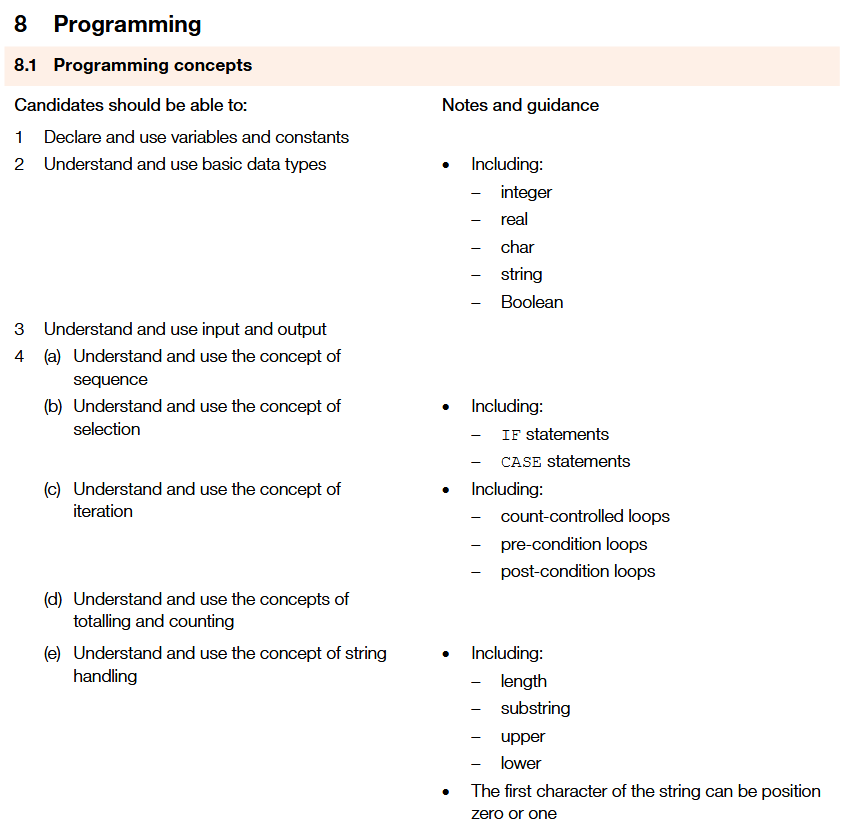 8 Programming
8.1 Programming concepts
Candidates should be able to: Notes and guidance
1 Declare and use variables and constants
2 Understand and use basic data types • Including:
– integer
– real
– char
– string
– Boolean
3 Understand and use input and output
4 (a) Understand and use the concept of
sequence
(b) Understand and use the concept of • Including:
selection
– IF statements
– CASE statements
(c) Understand and use the concept of • Including:
iteration
– count-controlled loops
– pre-condition loops
– post-condition loops
(d) Understand and use the concepts of
totalling and counting
(e) Understand and use the concept of string • Including:
handling
– length
– substring
– upper
– lower
• The first character of the string can be position
zero or one